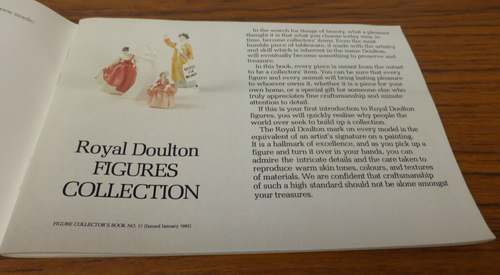 In the search for things of beauty, what a pleasant
thought it is that what you choose today may, in
time, become collectors' items. Even the most
humble piece of tableware, if made with the artistry
and skill which is inherent in the Royal Doulton,
will eventually become something to preserve and
treasure.
In this book, every piece is meant from the outset
to be a collectors' item. You can be sure that every
figure and every animal will bring lasting pleasure
to whoever owns it, whether it is a piece for your
own home, or a special gift for someone else who
truly appreciates fine craftsmanship and minute
attention to detail.
If this is your first introduction to Royal Doulton
figures, you will quickly realise why people the
world over seek to build up a collection.
The Royal Doulton mark on every model is the
equivalent of an artist's signature on a painting.
It is a hallmark of excellence, and as you pick up a
figure and turn it over in your hands, you can
admire the intricate details and the care taken to
reproduce warm skin tones, colours, and textures
of materials. We are confident that craftsmanship
of such a high standard should not be alone amongst
your treasures.
Royal Doulton
FIGURES
COLLECTION
FIGURE COLLECTOR'S BOOK NO. 17 (Issued January 1981)